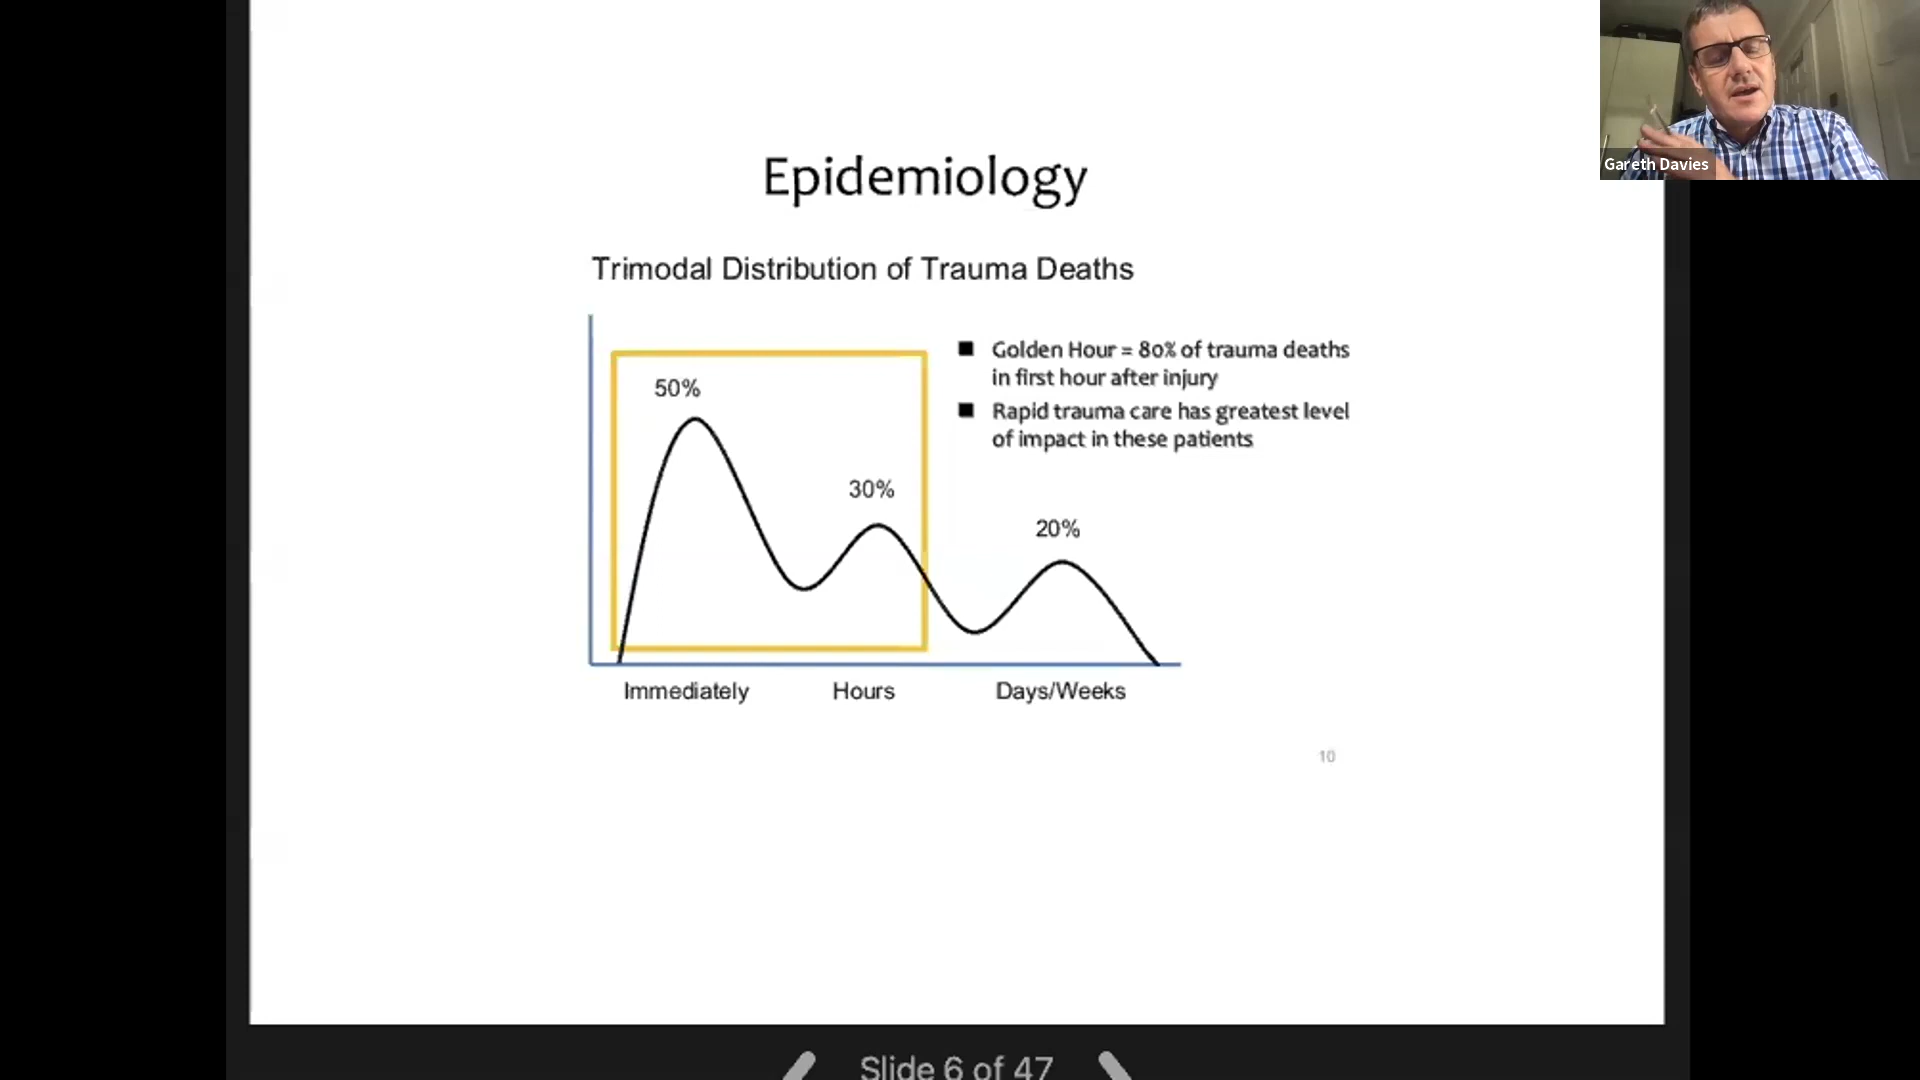 Gareth Davies
Epidemiology
Trimodal Distribution of Trauma Deaths
■ Golden Hour = 80% of trauma deaths
in first hour after injury
■ Rapid trauma care has greatest level
of impact in these patients
50%
30%
20%
Immediately Hours Days/Weeks
10
Slide 6 of 47